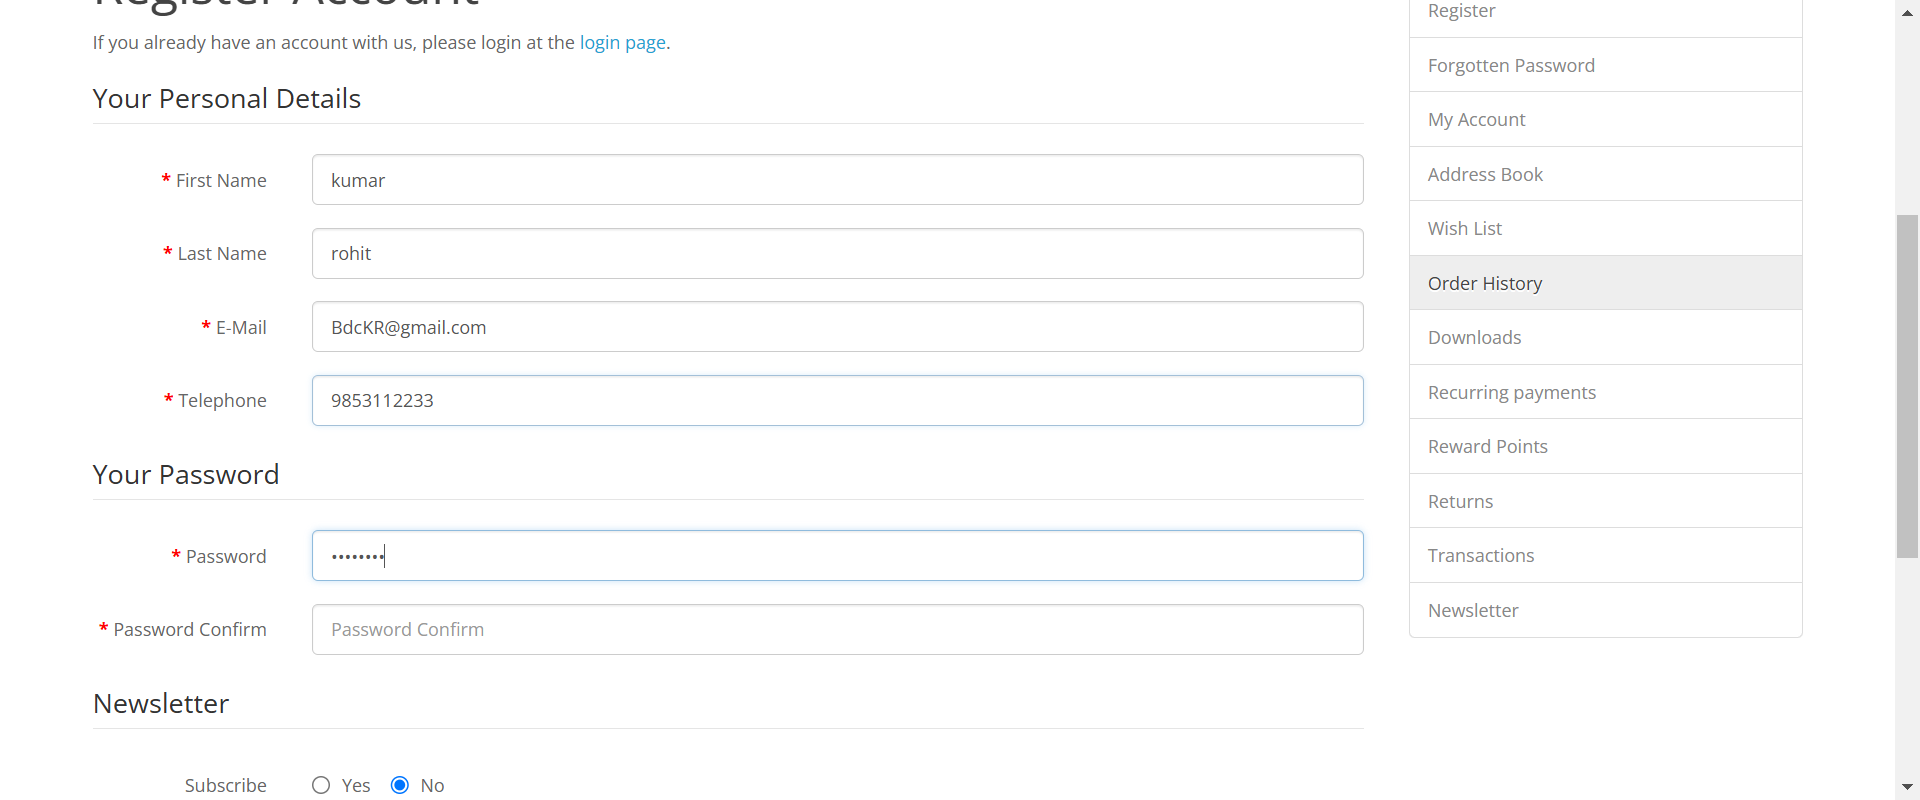 Register Account
If you already have an account with us, please login at the login page.
Your Personal Details
* First Name
kumar
* Last Name
rohit
* E-Mail
BdcKR@gmail.com
* Telephone
9853112233
Your Password
* Password
••••••••
* Password Confirm
Password Confirm
Newsletter
Subscribe
Yes No
Register
Forgotten Password
My Account
Address Book
Wish List
Order History
Downloads
Recurring payments
Reward Points
Returns
Transactions
Newsletter